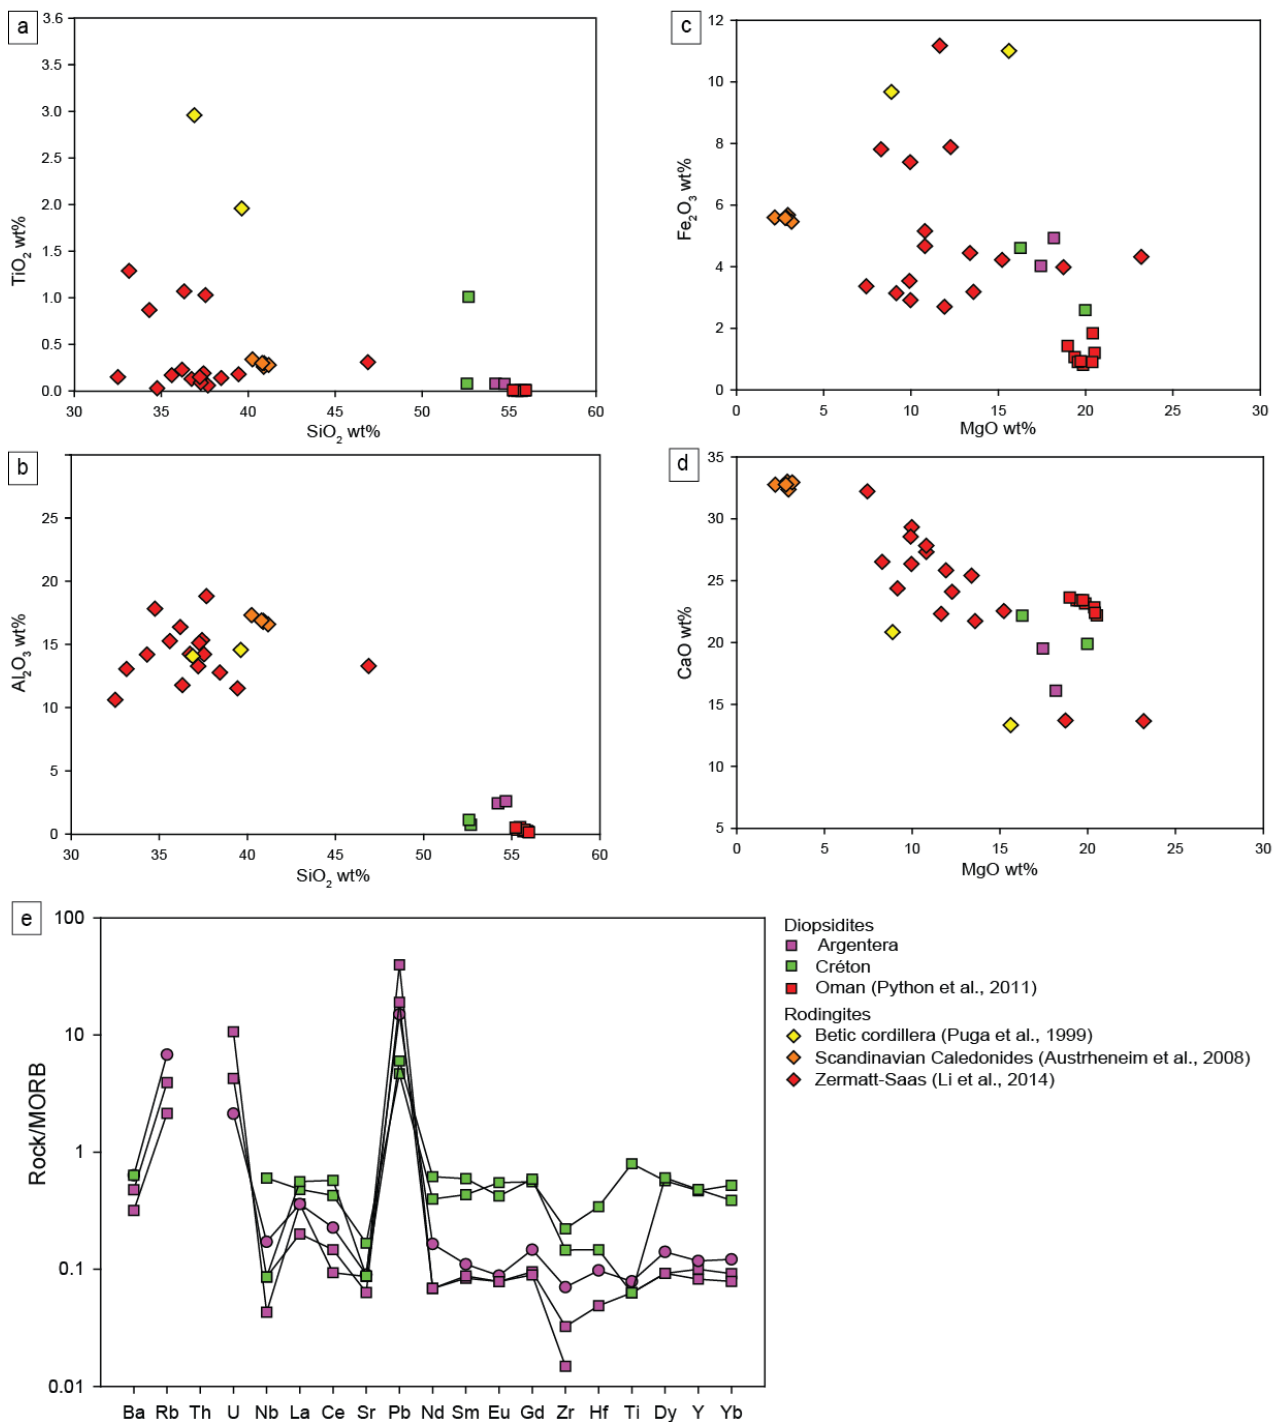 a
3.6
3.0
2.5
2.0
1.5
1.0
0.5
0.0
TiO2 wt%
30 35 40 45 50 55 60
SiO2 wt%
c
12
10
8
6
4
2
0
Fe2O3 wt%
0 5 10 15 20 25 30
MgO wt%
b
25
20
15
10
5
0
Al2O3 wt%
30 35 40 45 50 55 60
SiO2 wt%
d
35
30
25
20
15
10
5
CaO wt%
0 5 10 15 20 25 30
MgO wt%
e
100
10
1
0.1
0.01
Rock/MORB
Ba Rb Th U Nb La Ce Sr Pb Nd Sm Eu Gd Zr Hf Ti Dy Y Yb
Diopsidites
Argentera
Créton
Oman (Python et al., 2011)
Rodingites
Betic cordillera (Puga et al., 1999)
Scandinavian Caledonides (Austrheneim et al., 2008)
Zermatt-Saas (Li et al., 2014)